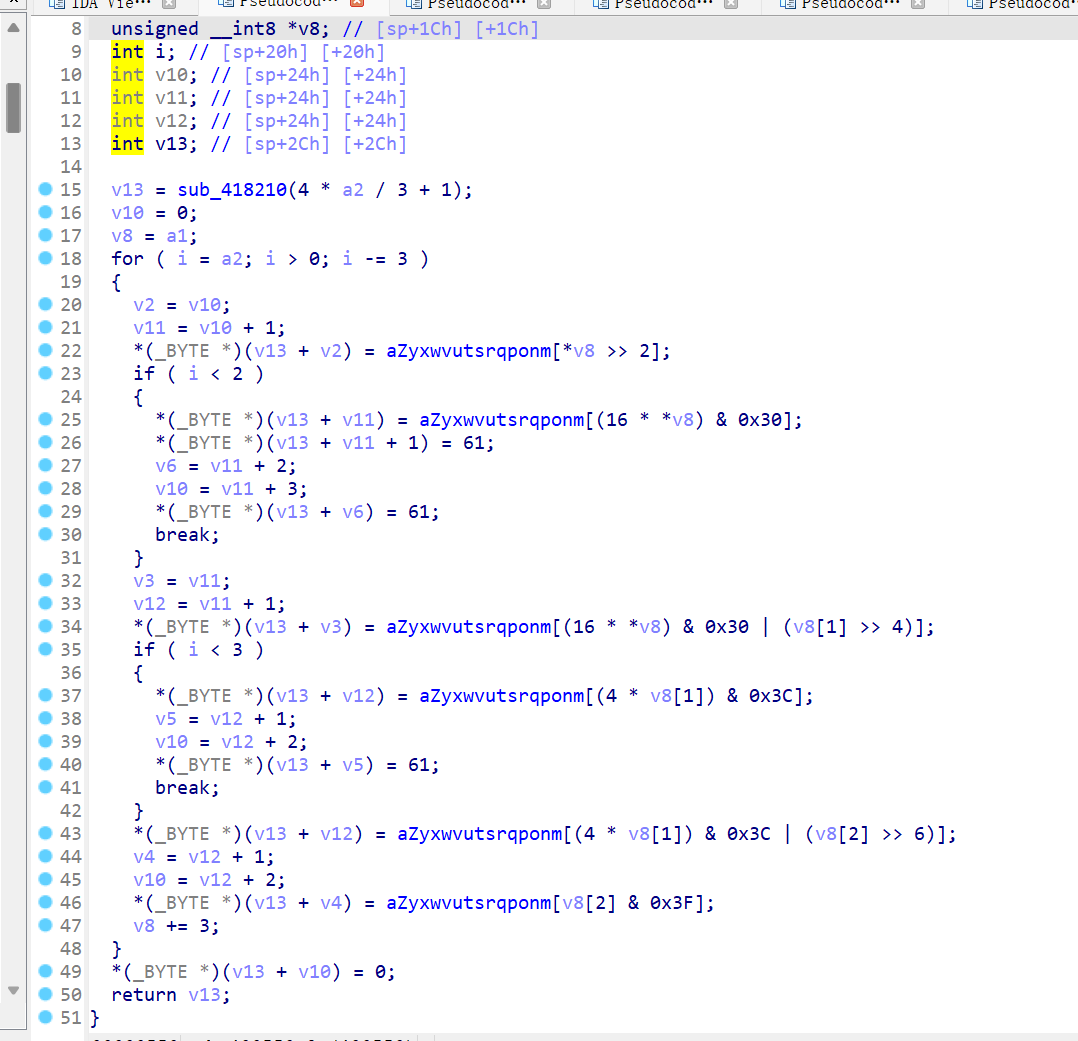 IDA Vie··· Pseudocod··· Pseudocod··· Pseudocod··· Pseudocod··· Pseudocod
8 unsigned __int8 *v8; // [sp+1Ch] [+1Ch]
9 int i; // [sp+20h] [+20h]
10 int v10; // [sp+24h] [+24h]
11 int v11; // [sp+24h] [+24h]
12 int v12; // [sp+24h] [+24h]
13 int v13; // [sp+2Ch] [+2Ch]
14
15 v13 = sub_418210(4 * a2 / 3 + 1);
16 v10 = 0;
17 v8 = a1;
18 for ( i = a2; i > 0; i -= 3 )
19 {
20 v2 = v10;
21 v11 = v10 + 1;
22 *(_BYTE *)(v13 + v2) = aZyxwvutsrqponm[*v8 >> 2];
23 if ( i < 2 )
24 {
25 *(_BYTE *)(v13 + v11) = aZyxwvutsrqponm[(16 * *v8) & 0x30];
26 *(_BYTE *)(v13 + v11 + 1) = 61;
27 v6 = v11 + 2;
28 v10 = v11 + 3;
29 *(_BYTE *)(v13 + v6) = 61;
30 break;
31 }
32 v3 = v11;
33 v12 = v11 + 1;
34 *(_BYTE *)(v13 + v3) = aZyxwvutsrqponm[(16 * *v8) & 0x30 | (v8[1] >> 4)];
35 if ( i < 3 )
36 {
37 *(_BYTE *)(v13 + v12) = aZyxwvutsrqponm[(4 * v8[1]) & 0x3C];
38 v5 = v12 + 1;
39 v10 = v12 + 2;
40 *(_BYTE *)(v13 + v5) = 61;
41 break;
42 }
43 *(_BYTE *)(v13 + v12) = aZyxwvutsrqponm[(4 * v8[1]) & 0x3C | (v8[2] >> 6)];
44 v4 = v12 + 1;
45 v10 = v12 + 2;
46 *(_BYTE *)(v13 + v4) = aZyxwvutsrqponm[v8[2] & 0x3F];
47 v8 += 3;
48 }
49 *(_BYTE *)(v13 + v10) = 0;
50 return v13;
51 }